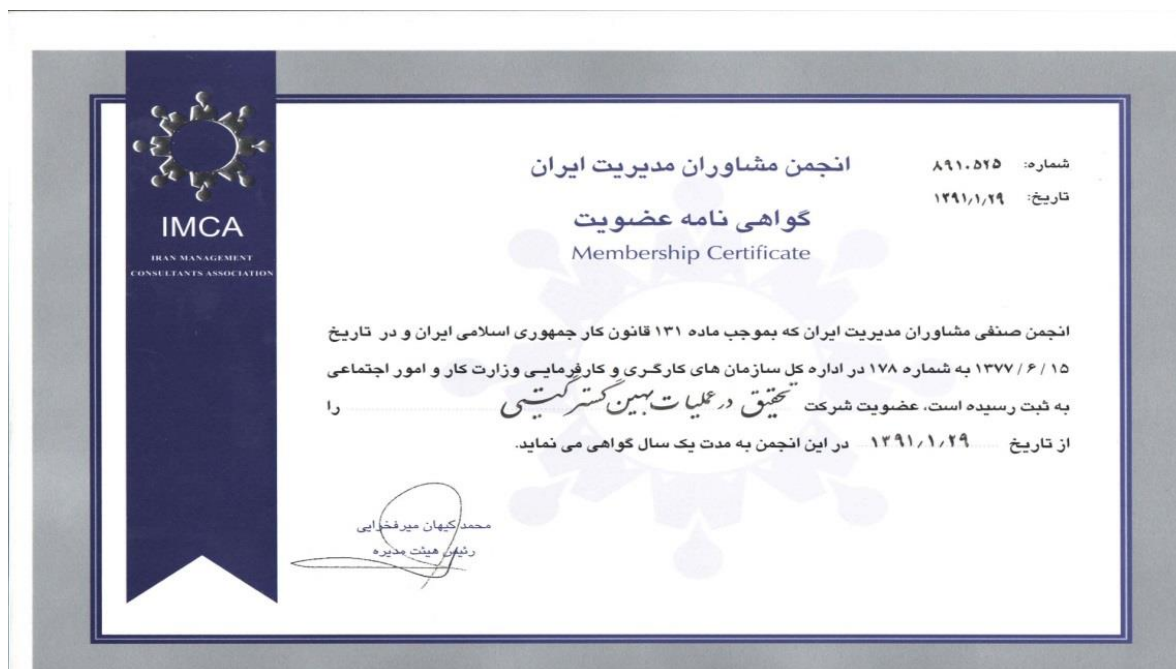 انجمن مشاوران مدیریت ایران
شماره: ۸۹۱۰۵۲۵
تاریخ: ۱۳۹۱/۱/۲۹
گواهی نامه عضویت
Membership Certificate
IMCA
IRAN MANAGEMENT
CONSULTANTS ASSOCIATION
انجمن صنفی مشاوران مدیریت ایران که بموجب ماده ۱۳۱ قانون کار جمهوری اسلامی ایران و در تاریخ
۱۳۷۷/۶/۱۵ به شماره ۱۷۸ در اداره کل سازمان های کارگری و کارفرمایی وزارت کار و امور اجتماعی
به ثبت رسیده است، عضویت شرکت تحقیق در عملیات بهین گستر گیتی را
از تاریخ ۱۳۹۱/۱/۲۹ در این انجمن به مدت یک سال گواهی می نماید.
محمد کیهان میرفخرایی
رئیس هیئت مدیره